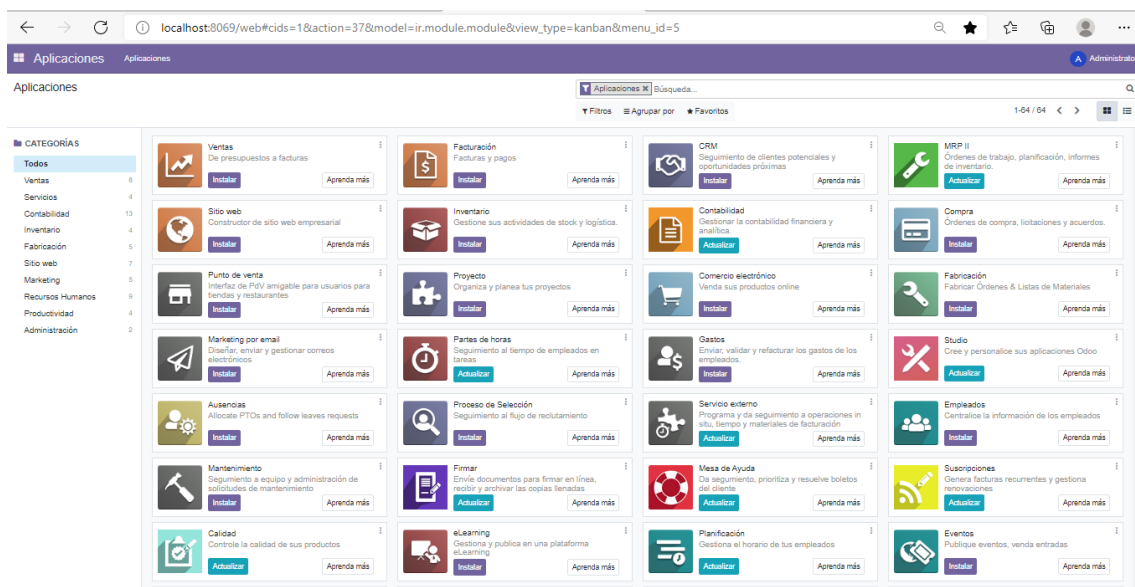 localhost:8069/web#cids=1&action=37&model=ir.module.module&view_type=kanban&menu_id=5
Aplicaciones
Aplicaciones
A Administrato
Aplicaciones
Aplicaciones ✖ Búsqueda...
Filtros
Agrupar por
Favoritos
1-64 / 64
CATEGORÍAS
Todos
Ventas 6
Servicios 4
Contabilidad 13
Inventario 4
Fabricación 5
Sitio web 7
Marketing 5
Recursos Humanos 9
Productividad 4
Administración 2
Ventas
De presupuestos a facturas
Instalar Aprenda más
Facturación
Facturas y pagos
Instalar Aprenda más
CRM
Seguimiento de clientes potenciales y
oportunidades próximas
Instalar Aprenda más
MRP II
Órdenes de trabajo, planificación, informes
de inventario.
Actualizar Aprenda más
Sitio web
Constructor de sitio web empresarial
Instalar Aprenda más
Inventario
Gestione sus actividades de stock y logística.
Instalar Aprenda más
Contabilidad
Gestionar la contabilidad financiera y
analítica
Actualizar Aprenda más
Compra
Órdenes de compra, licitaciones y acuerdos.
Instalar Aprenda más
Punto de venta
Interfaz de PdV amigable para usuarios para
tiendas y restaurantes
Instalar Aprenda más
Proyecto
Organiza y planea tus proyectos
Instalar Aprenda más
Comercio electrónico
Venda sus productos online
Instalar Aprenda más
Fabricación
Fabricar Órdenes & Listas de Materiales
Instalar Aprenda más
Marketing por email
Diseñar, enviar y gestionar correos
electrónicos
Instalar Aprenda más
Partes de horas
Seguimiento al tiempo de empleados en
tareas
Actualizar Aprenda más
Gastos
Enviar, validar y refacturar los gastos de los
empleados.
Instalar Aprenda más
Studio
Cree y personalice sus aplicaciones Odoo
Actualizar Aprenda más
Ausencias
Allocate PTOs and follow leaves requests
Instalar Aprenda más
Proceso de Selección
Seguimiento al flujo de reclutamiento
Instalar Aprenda más
Servicio externo
Programa y da seguimiento a operaciones in
situ, tiempo y materiales de facturación
Actualizar Aprenda más
Empleados
Centralice la información de los empleados
Instalar Aprenda más
Mantenimiento
Seguimiento a equipo y administración de
solicitudes de mantenimiento
Instalar Aprenda más
Firmar
Envíe documentos para firmar en línea,
recibir y archivar las copias llenadas
Actualizar Aprenda más
Mesa de Ayuda
Da seguimiento, prioritiza y resuelve boletos
del cliente
Actualizar Aprenda más
Suscripciones
Genera facturas recurrentes y gestiona
renovaciones
Actualizar Aprenda más
Calidad
Controle la calidad de sus productos
Actualizar Aprenda más
eLearning
Gestiona y publica en una plataforma
eLearning
Instalar Aprenda más
Planificación
Gestiona el horario de tus empleados
Actualizar Aprenda más
Eventos
Publique eventos, venda entradas
Instalar Aprenda más